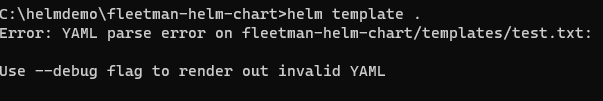 C:\helmdemo\fleetman-helm-chart>helm template .
Error: YAML parse error on fleetman-helm-chart/templates/test.txt:
Use --debug flag to render out invalid YAML